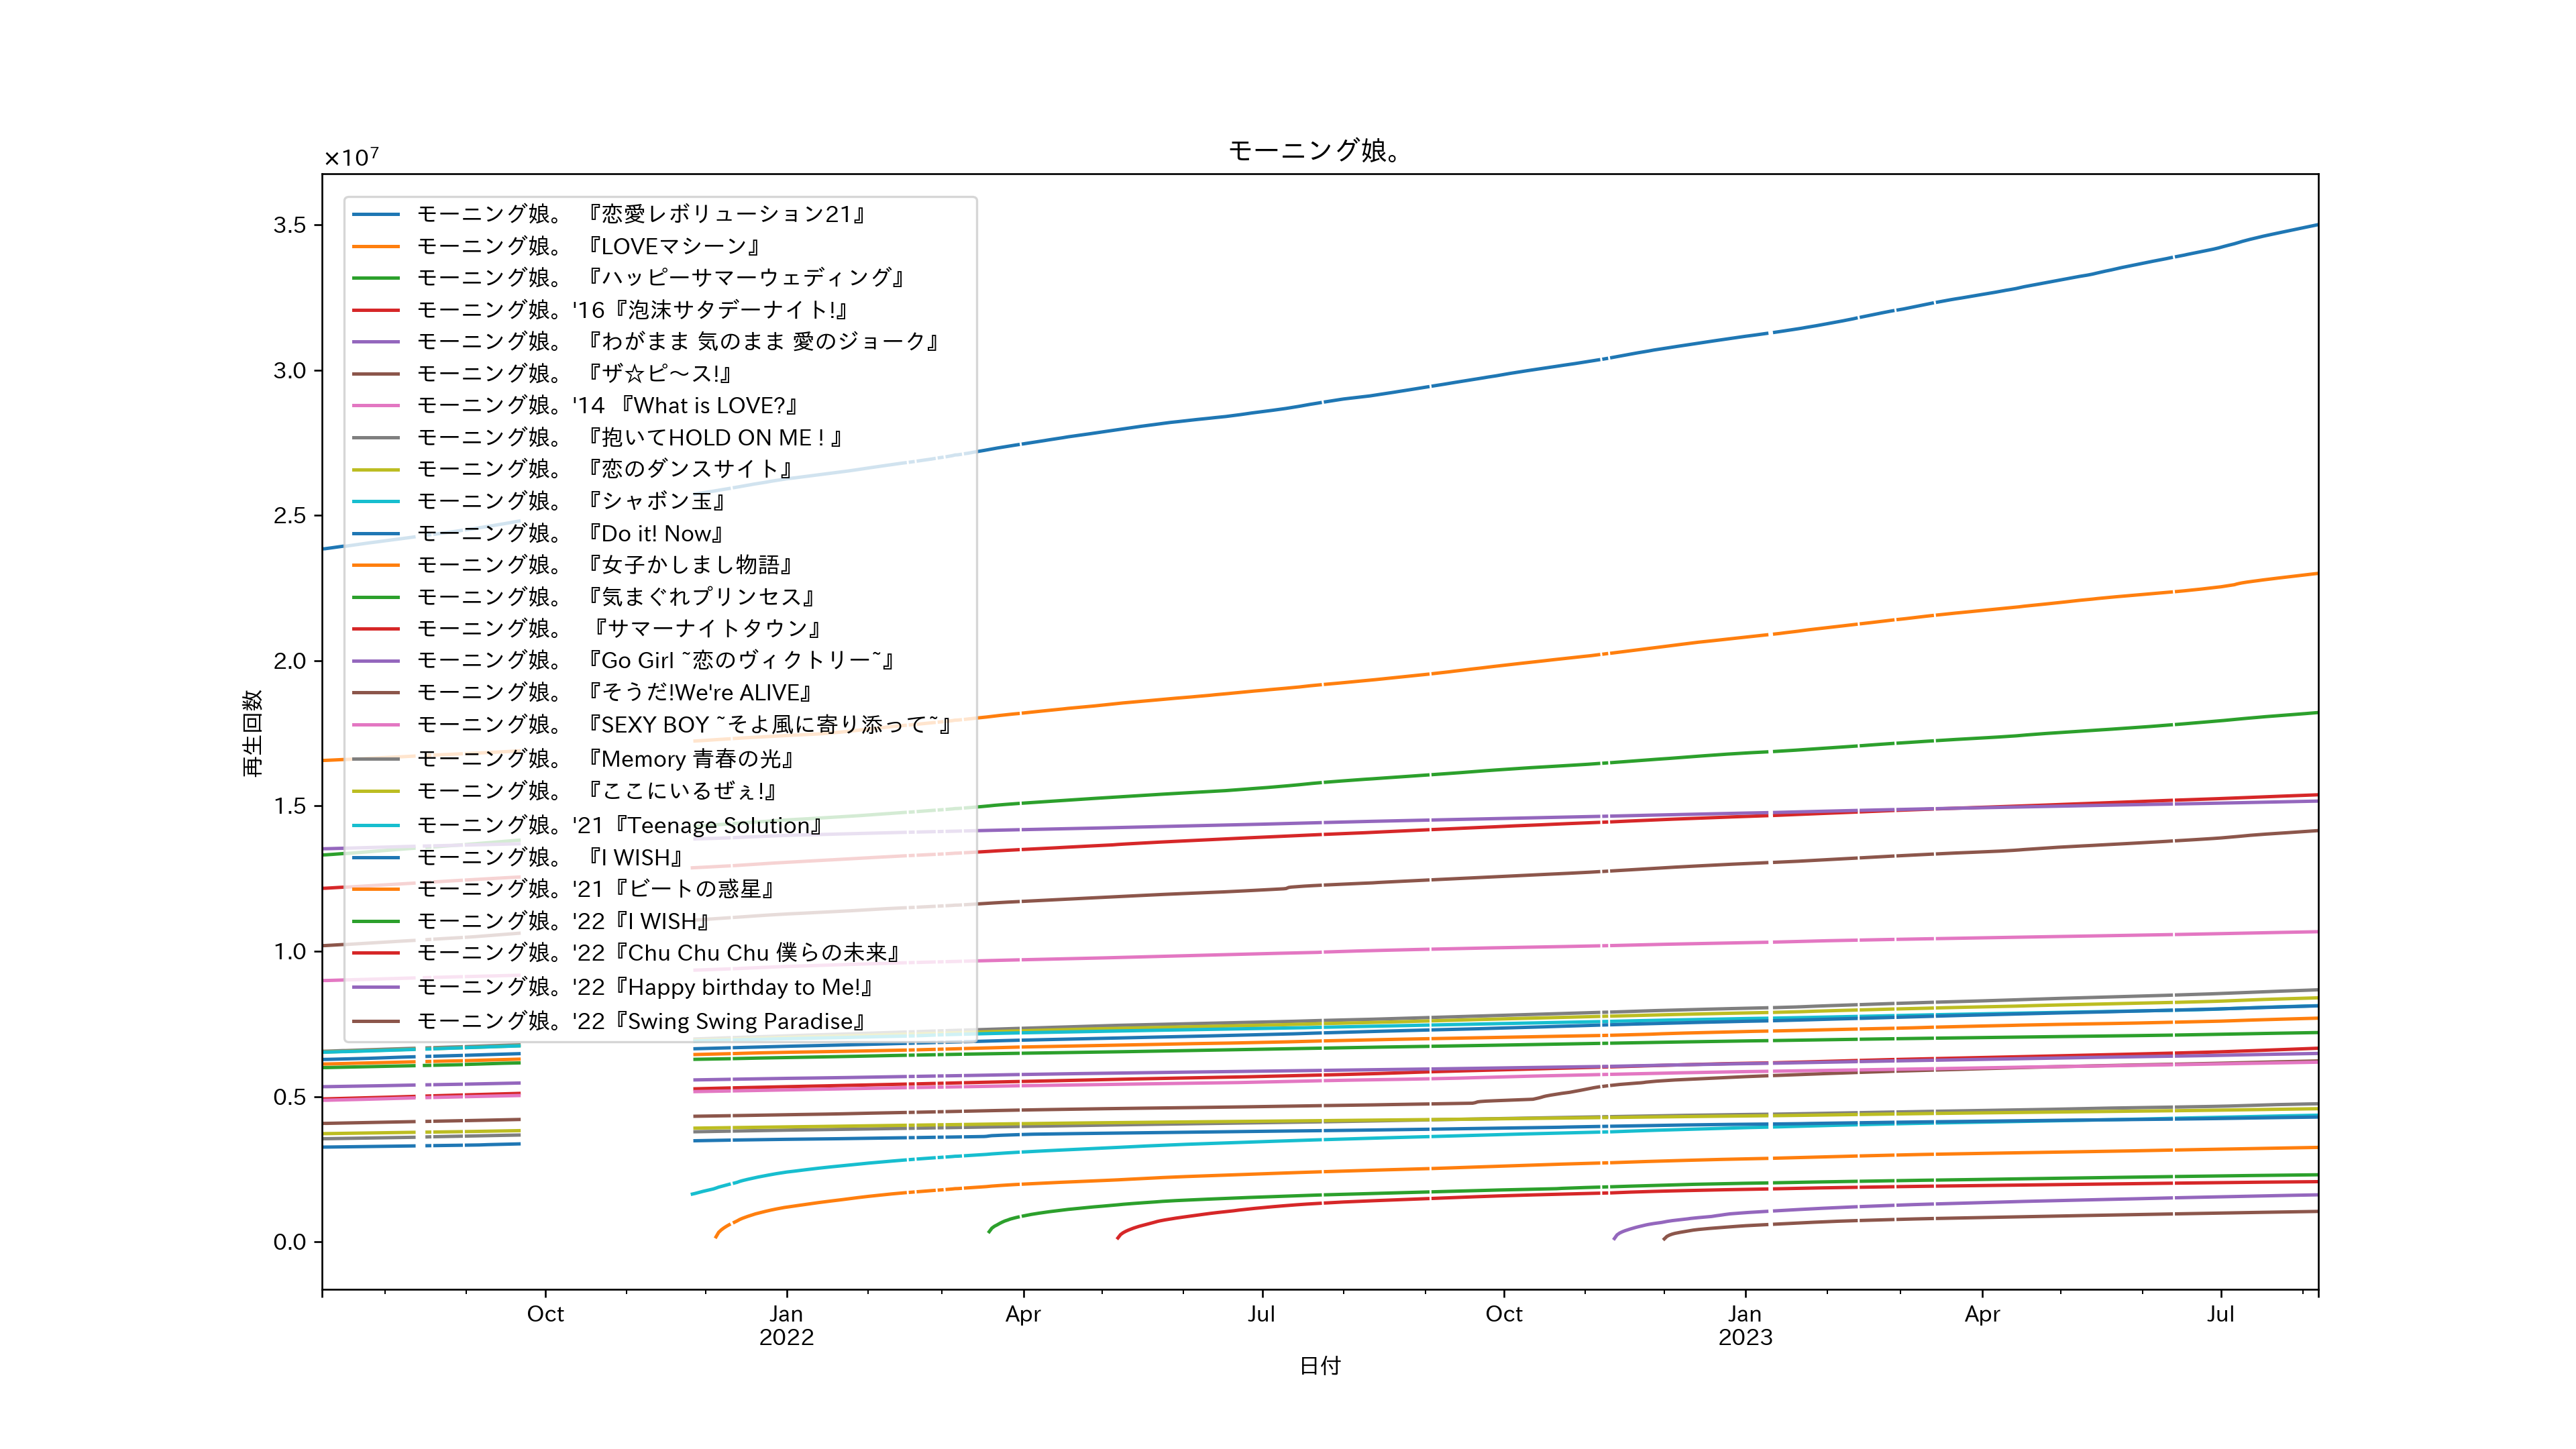 モーニング娘。
×10⁷
3.5
3.0
2.5
2.0
1.5
1.0
0.5
0.0
再生回数
モーニング娘。 『恋愛レボリューション21』
モーニング娘。 『LOVEマシーン』
モーニング娘。 『ハッピーサマーウェディング』
モーニング娘。'16『泡沫サタデーナイト!』
モーニング娘。 『わがまま 気のまま 愛のジョーク』
モーニング娘。 『ザ☆ピ～ス!』
モーニング娘。'14 『What is LOVE?』
モーニング娘。 『抱いてHOLD ON ME ! 』
モーニング娘。 『恋のダンスサイト』
モーニング娘。 『シャボン玉』
モーニング娘。 『Do it! Now』
モーニング娘。 『女子かしまし物語』
モーニング娘。 『気まぐれプリンセス』
モーニング娘。 『サマーナイトタウン』
モーニング娘。 『Go Girl ~恋のヴィクトリー~』
モーニング娘。 『そうだ!We're ALIVE』
モーニング娘。 『SEXY BOY ~そよ風に寄り添って~』
モーニング娘。 『Memory 青春の光』
モーニング娘。 『ここにいるぜぇ!』
モーニング娘。'21『Teenage Solution』
モーニング娘。 『I WISH』
モーニング娘。'21『ビートの惑星』
モーニング娘。'22『I WISH』
モーニング娘。'22『Chu Chu Chu 僕らの未来』
モーニング娘。'22『Happy birthday to Me!』
モーニング娘。'22『Swing Swing Paradise』
Oct Jan Apr Jul Oct Jan Apr Jul
2022 2023
日付